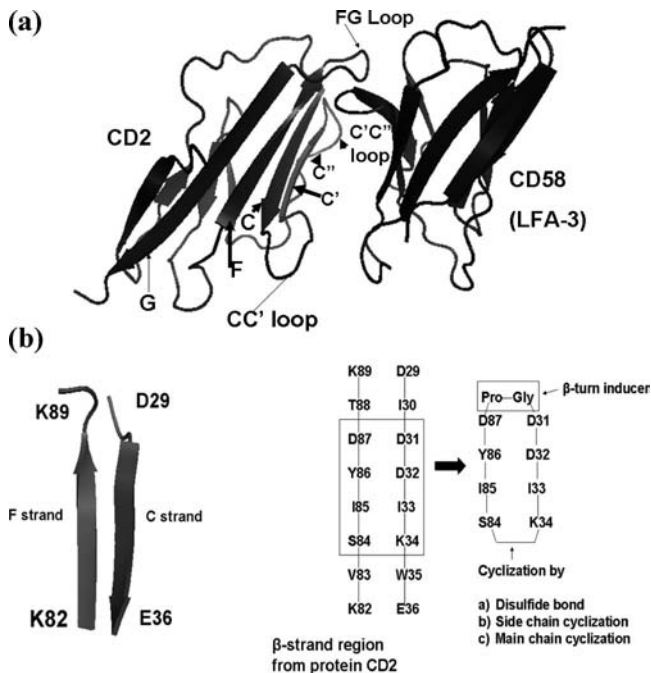 (a)
FG Loop
CD2
C'C"
loop
C"
C'
C
F
G
CC' loop
CD58
(LFA-3)
(b)
K89
D29
F strand
C strand
K82
E36
K89 D29
T88 I30
D87 D31
Y86 D32
I85 I33
S84 K34
V83 W35
K82 E36
β-strand region
from protein CD2
Pro Gly
β-turn inducer
D87 D31
Y86 D32
I85 I33
S84 K34
Cyclization by
a) Disulfide bond
b) Side chain cyclization
c) Main chain cyclization